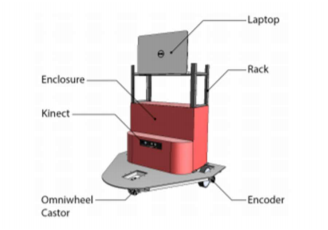 Laptop
Rack
Enclosure
Kinect
Omniwheel
Castor
Encoder